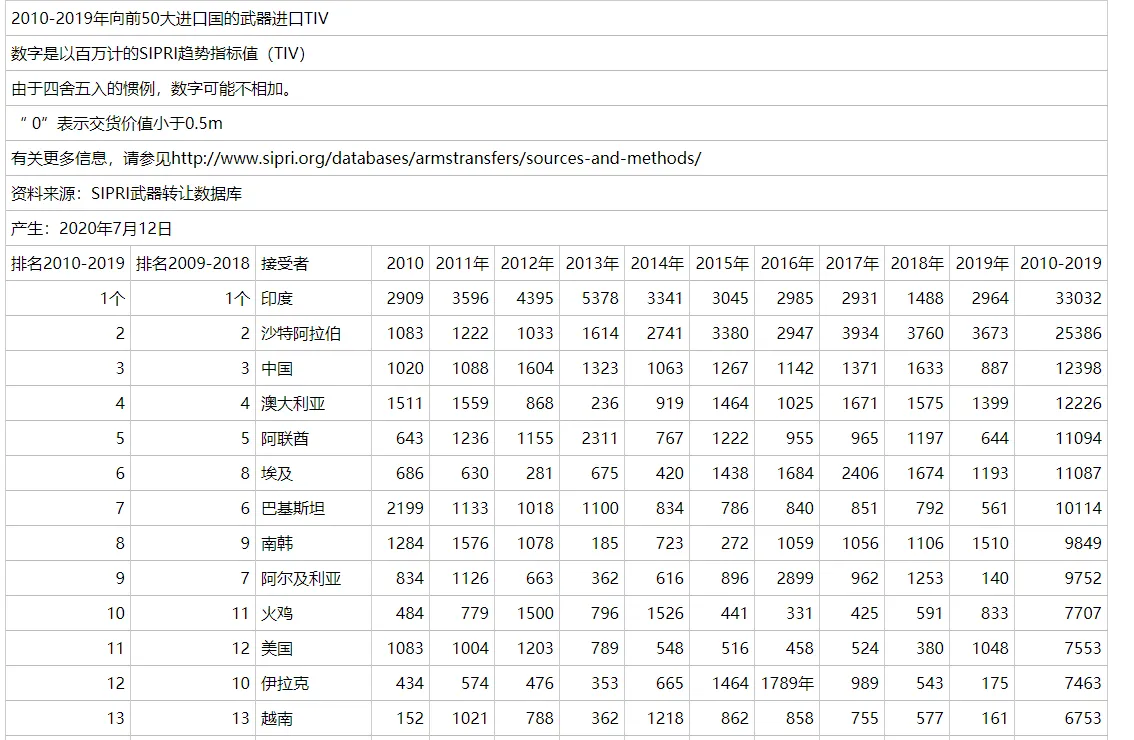 2010-2019年向前50大进口国的武器进口TIV
数字是以百万计的SIPRI趋势指标值（TIV）
由于四舍五入的惯例，数字可能不相加。
“ 0”表示交货价值小于0.5m
有关更多信息，请参见http://www.sipri.org/databases/armstransfers/sources-and-methods/
资料来源：SIPRI武器转让数据库
产生：2020年7月12日
排名2010-2019 排名2009-2018 接受者 2010 2011年 2012年 2013年 2014年 2015年 2016年 2017年 2018年 2019年 2010-2019
1个 1个 印度 2909 3596 4395 5378 3341 3045 2985 2931 1488 2964 33032
2 2 沙特阿拉伯 1083 1222 1033 1614 2741 3380 2947 3934 3760 3673 25386
3 3 中国 1020 1088 1604 1323 1063 1267 1142 1371 1633 887 12398
4 4 澳大利亚 1511 1559 868 236 919 1464 1025 1671 1575 1399 12226
5 5 阿联酋 643 1236 1155 2311 767 1222 955 965 1197 644 11094
6 8 埃及 686 630 281 675 420 1438 1684 2406 1674 1193 11087
7 6 巴基斯坦 2199 1133 1018 1100 834 786 840 851 792 561 10114
8 9 南韩 1284 1576 1078 185 723 272 1059 1056 1106 1510 9849
9 7 阿尔及利亚 834 1126 663 362 616 896 2899 962 1253 140 9752
10 11 火鸡 484 779 1500 796 1526 441 331 425 591 833 7707
11 12 美国 1083 1004 1203 789 548 516 458 524 380 1048 7553
12 10 伊拉克 434 574 476 353 665 1464 1789年 989 543 175 7463
13 13 越南 152 1021 788 362 1218 862 858 755 577 161 6753